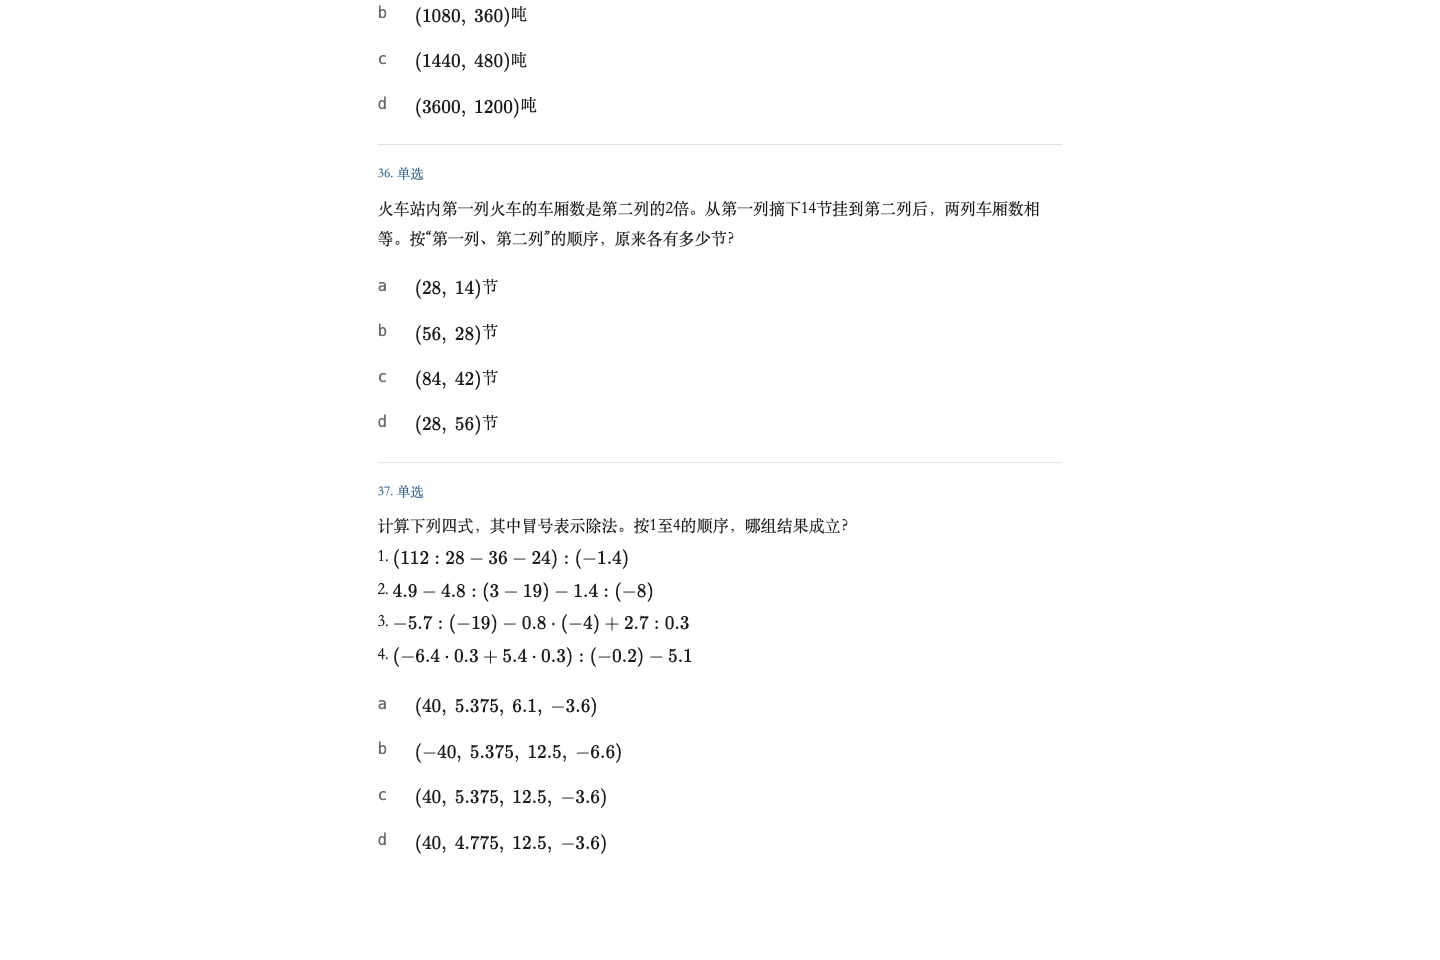 b (1080, 360)吨
c (1440, 480)吨
d (3600, 1200)吨
36. 单选
火车站内第一列火车的车厢数是第二列的2倍。从第一列摘下14节挂到第二列后，两列车厢数相
等。按“第一列、第二列”的顺序，原来各有多少节?
a (28, 14)节
b (56, 28)节
c (84, 42)节
d (28, 56)节
37. 单选
计算下列四式，其中冒号表示除法。按1至4的顺序，哪组结果成立?
1. (112 : 28 − 36 − 24) : (−1.4)
2. 4.9 − 4.8 : (3 − 19) − 1.4 : (−8)
3. −5.7 : (−19) − 0.8 · (−4) + 2.7 : 0.3
4. (−6.4 · 0.3 + 5.4 · 0.3) : (−0.2) − 5.1
a (40, 5.375, 6.1, −3.6)
b (−40, 5.375, 12.5, −6.6)
c (40, 5.375, 12.5, −3.6)
d (40, 4.775, 12.5, −3.6)